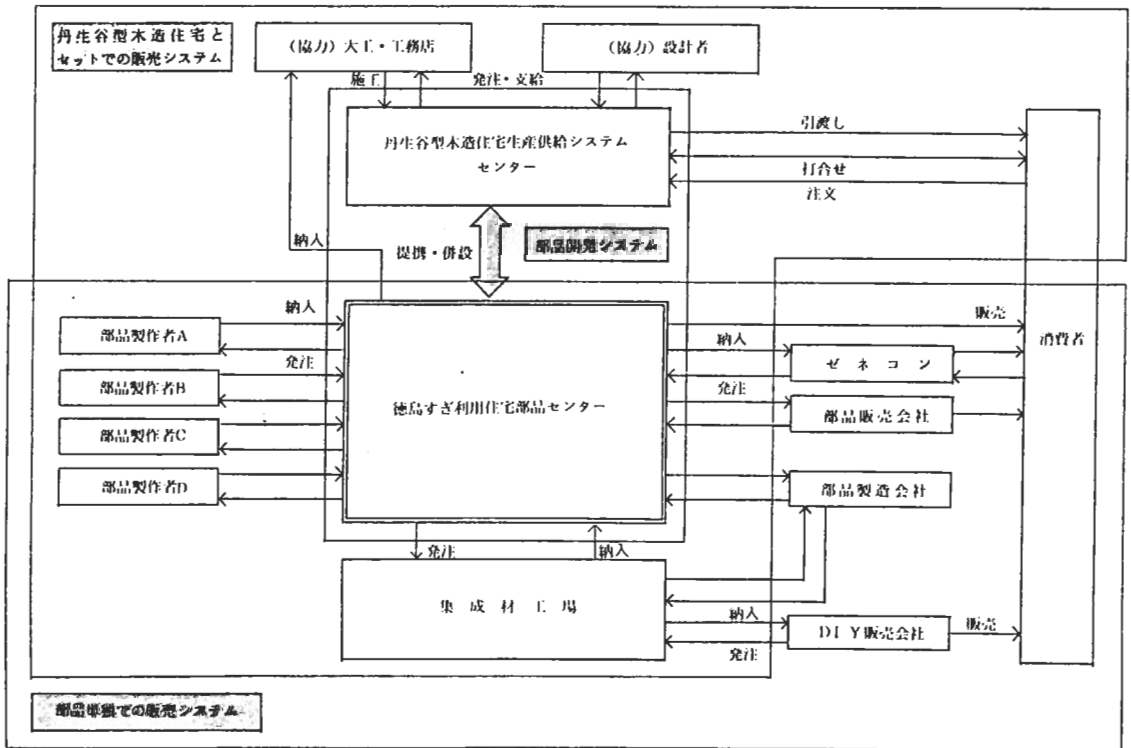 丹生谷型木造住宅と
セットでの販売システム
(協力)大工・工務店
(協力)設計者
施工
発注・支給
丹生谷型木造住宅生産供給システム
センター
引渡し
打合せ
注文
納入
提携・併設
部品開発システム
納入
部品製作者A
発注
部品製作者B
部品製作者C
部品製作者D
徳島すぎ利用住宅部品センター
販売
納入
ゼネコン
発注
部品販売会社
部品製造会社
消費者
発注
納入
集成材工場
納入
DIY販売会社
販売
発注
部品単独での販売システム